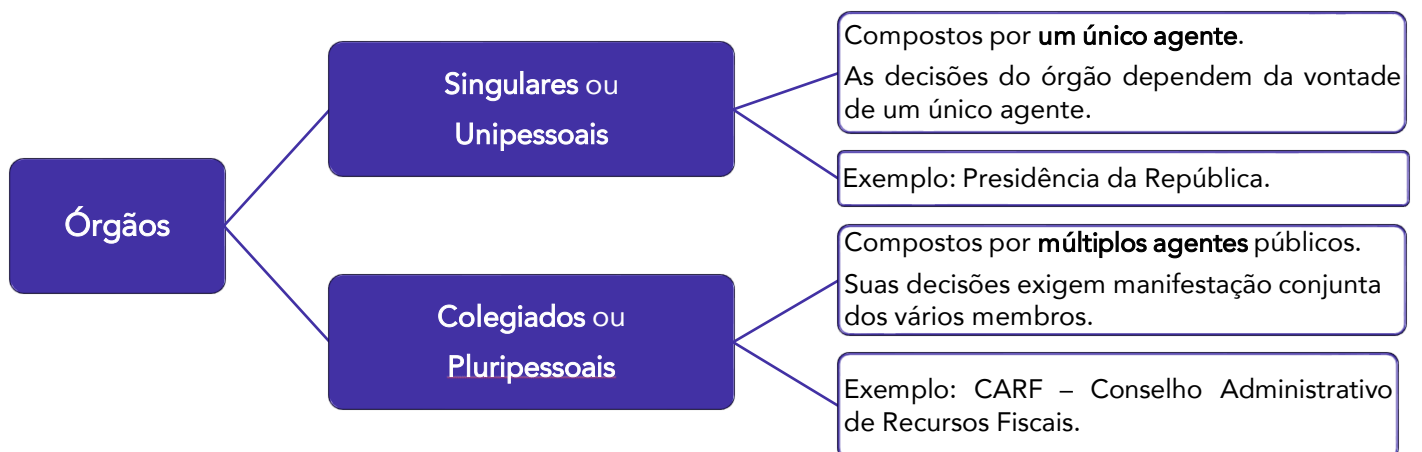 Órgãos
Singulares ou
Unipessoais
Compostos por um único agente.
As decisões do órgão dependem da vontade
de um único agente.
Exemplo: Presidência da República.
Colegiados ou
Pluripessoais
Compostos por múltiplos agentes públicos.
Suas decisões exigem manifestação conjunta
dos vários membros.
Exemplo: CARF – Conselho Administrativo
de Recursos Fiscais.